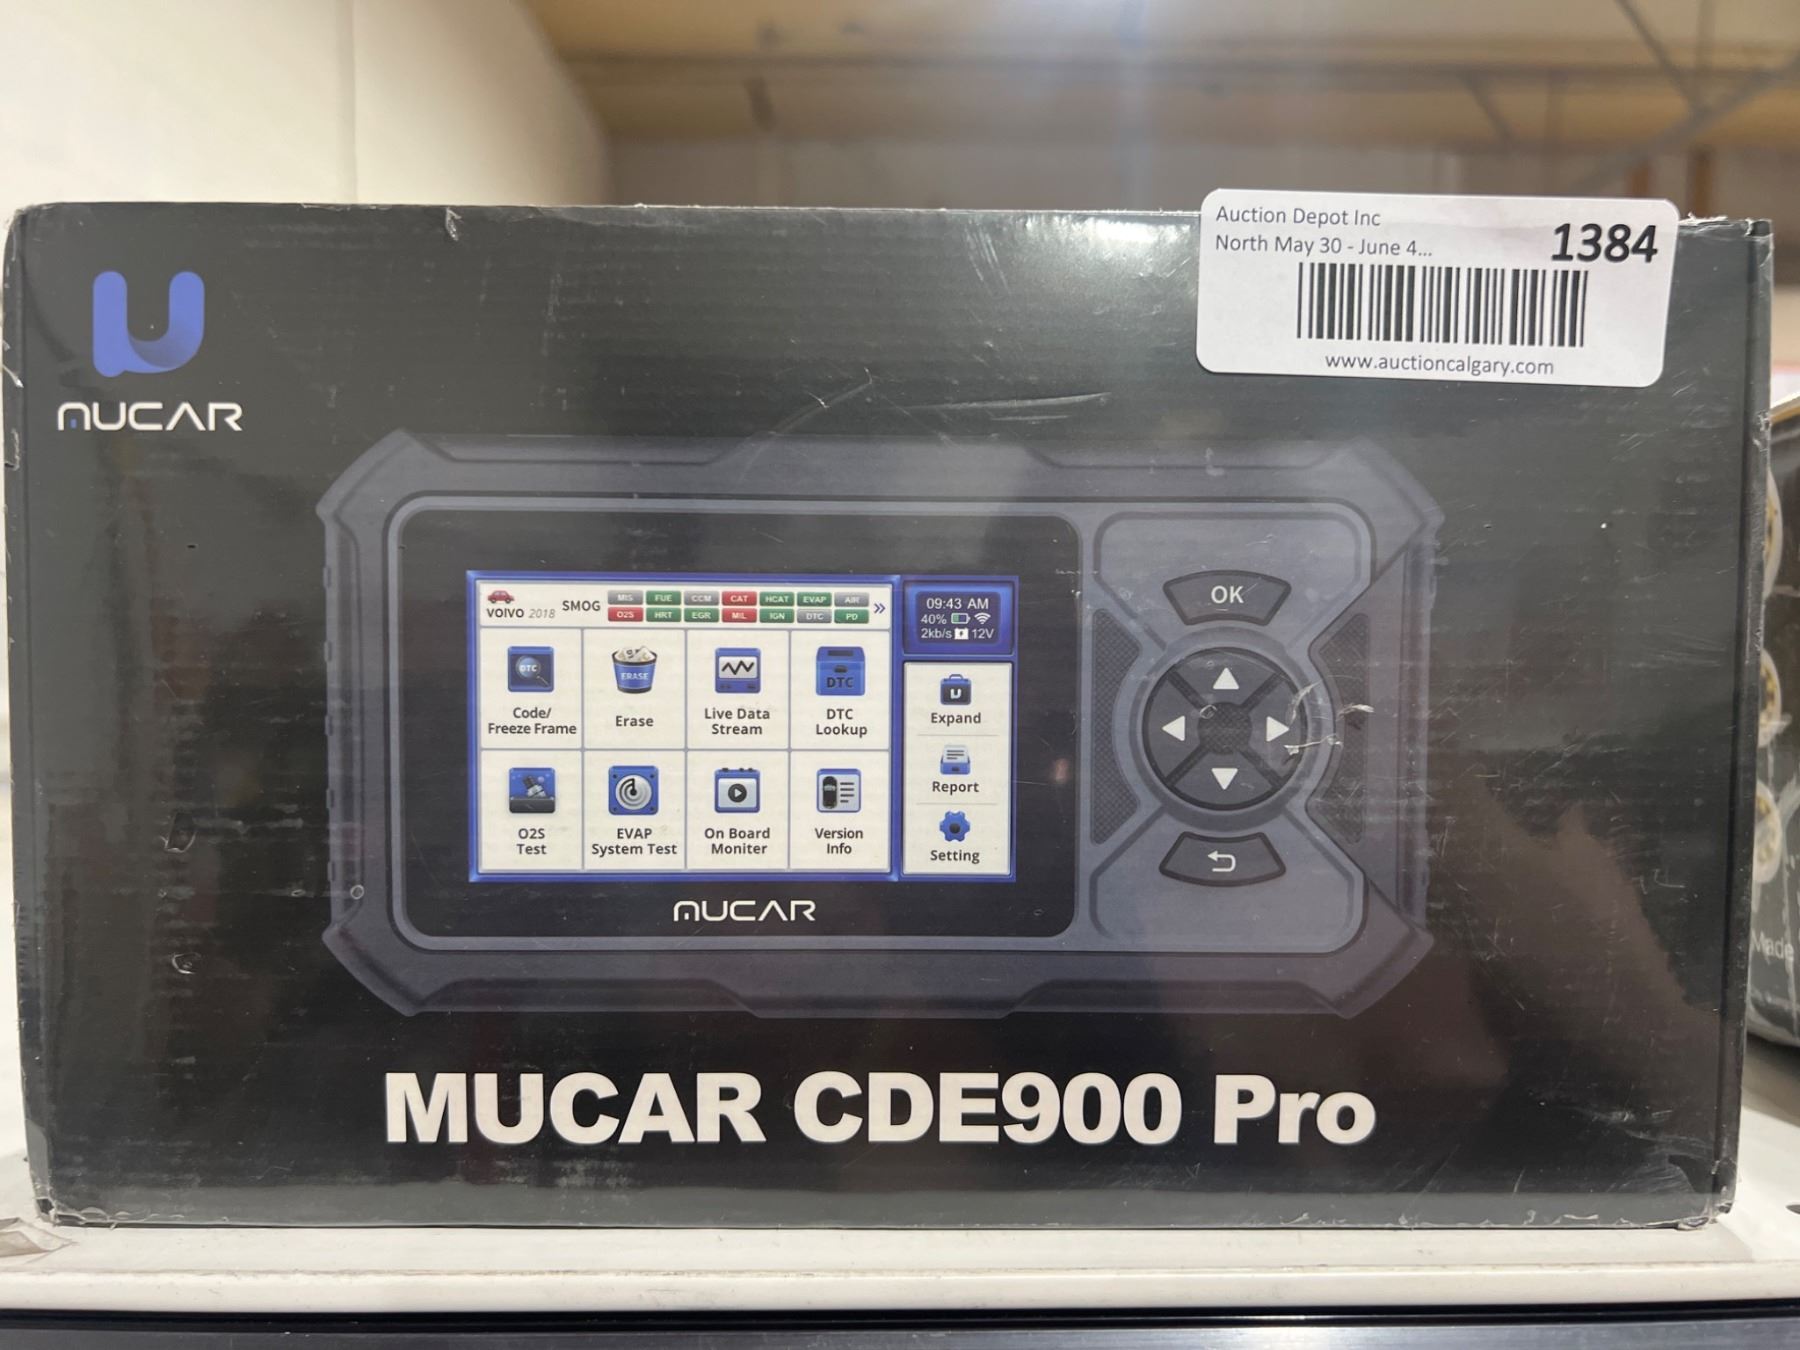 Auction Depot Inc
North May 30 - June 4...
1384
www.auctioncalgary.com
MUCAR
VOIVO 2018
SMOG
MIS FUE CCM CAT HCAT EVAP AIR
O2S HRT EGR MIL IGN DTC PD
»
09:43 AM
40%
2kb/s 12V
DTC
ERASE
DTC
Code/
Freeze Frame
Erase
Live Data
Stream
DTC
Lookup
O2S
Test
EVAP
System Test
On Board
Moniter
Version
Info
Expand
Report
Setting
OK
MUCAR
MUCAR CDE900 Pro
Made